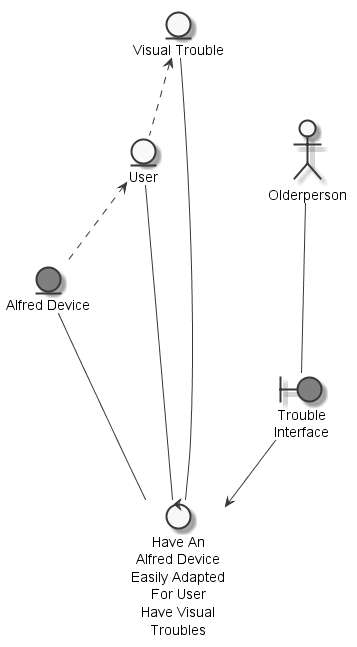 Visual Trouble
User
Olderperson
Alfred Device
Trouble
Interface
Have An
Alfred Device
Easily Adapted
For User
Have Visual
Troubles